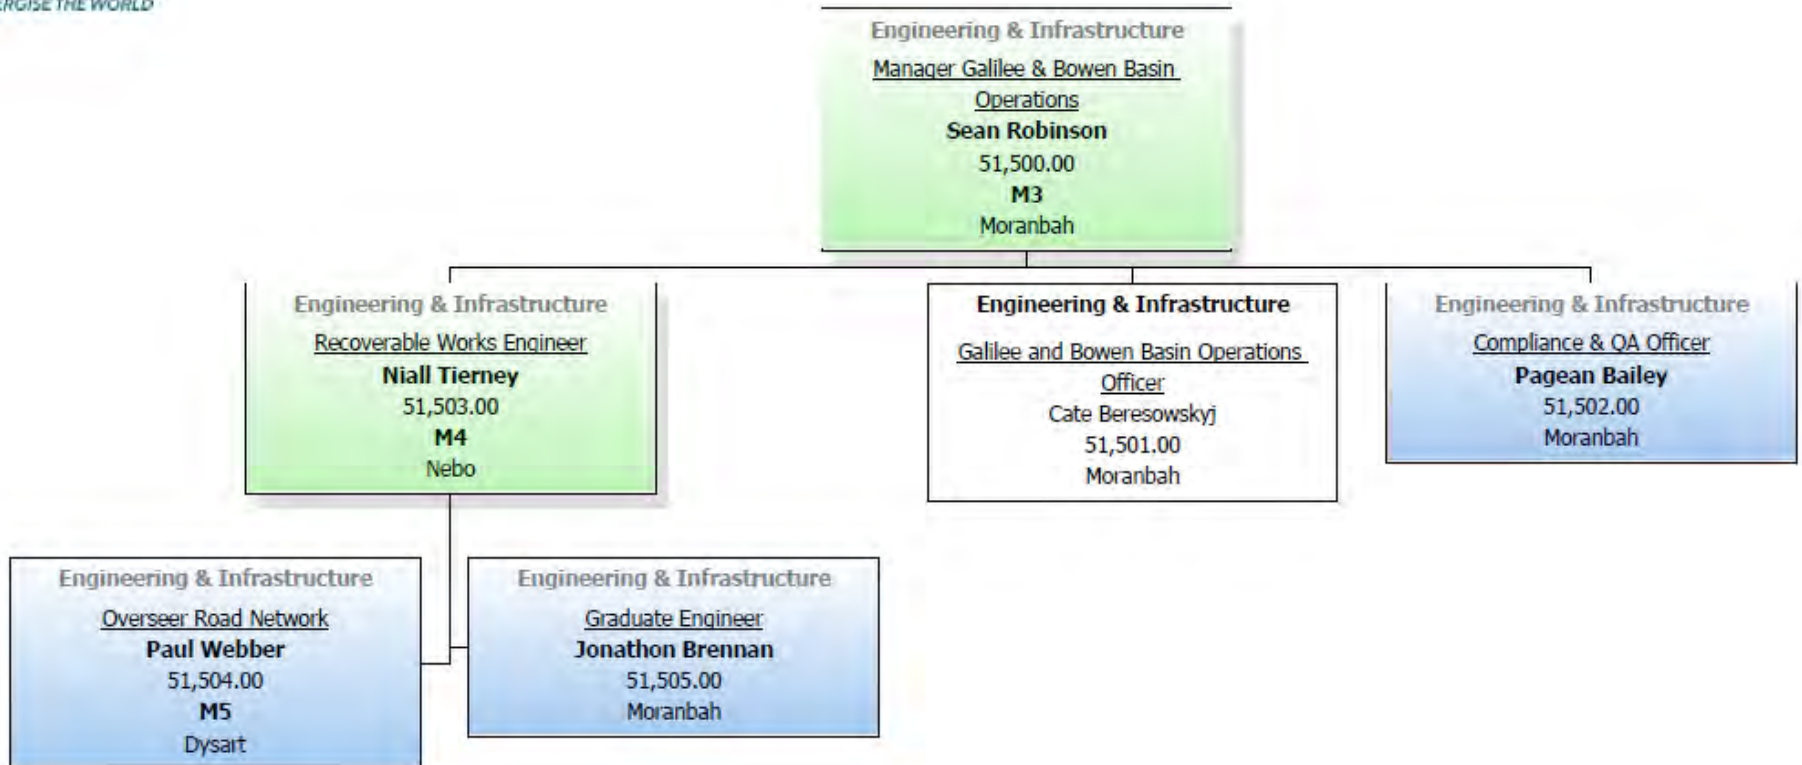 THE WORLD
Engineering & Infrastructure
Manager Galilee & Bowen Basin
Operations
Sean Robinson
51,500.00
M3
Moranbah
Engineering & Infrastructure
Recoverable Works Engineer
Niall Tierney
51,503.00
M4
Nebo
Engineering & Infrastructure
Galilee and Bowen Basin Operations
Officer
Cate Beresowskyj
51,501.00
Moranbah
Engineering & Infrastructure
Compliance & QA Officer
Pagean Bailey
51,502.00
Moranbah
Engineering & Infrastructure
Overseer Road Network
Paul Webber
51,504.00
M5
Dysart
Engineering & Infrastructure
Graduate Engineer
Jonathon Brennan
51,505.00
Moranbah